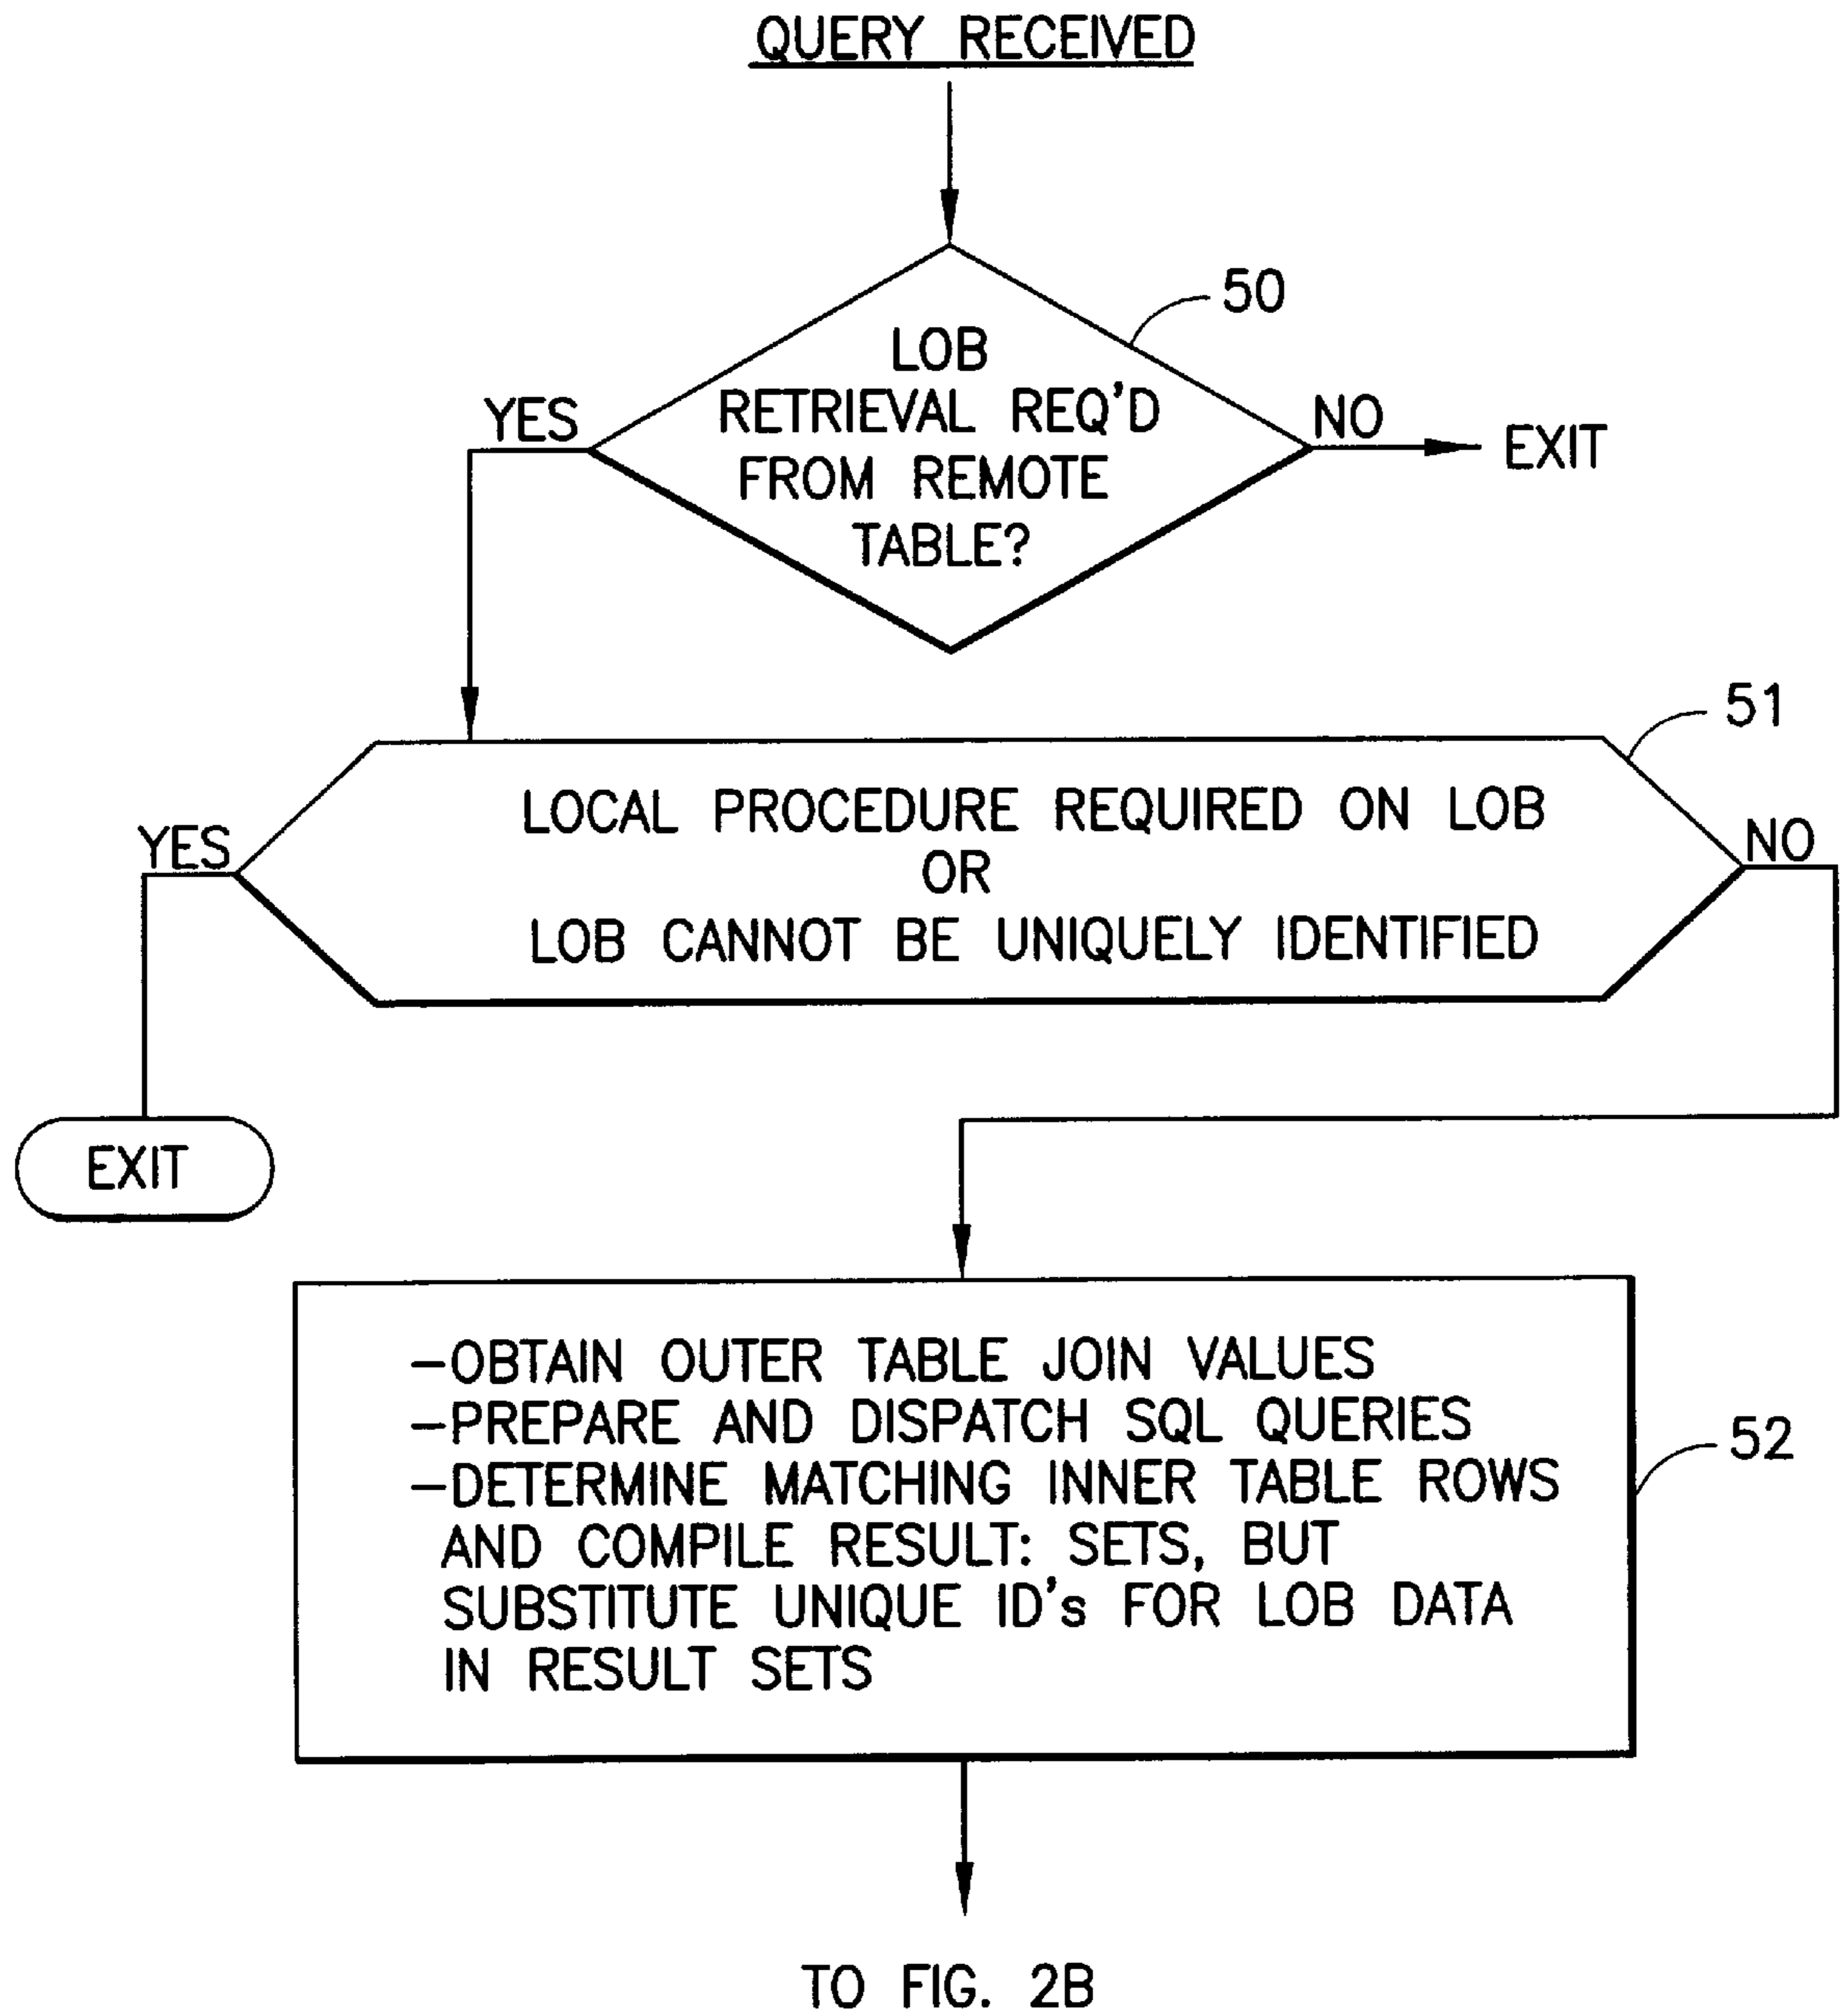 QUERY RECEIVED
50
LOB
RETRIEVAL REQ'D
FROM REMOTE
TABLE?
YES
NO
EXIT
51
LOCAL PROCEDURE REQUIRED ON LOB
OR
LOB CANNOT BE UNIQUELY IDENTIFIED
YES
NO
EXIT
52
–OBTAIN OUTER TABLE JOIN VALUES
–PREPARE AND DISPATCH SQL QUERIES
–DETERMINE MATCHING INNER TABLE ROWS
AND COMPILE RESULT: SETS, BUT
SUBSTITUTE UNIQUE ID's FOR LOB DATA
IN RESULT SETS
TO FIG. 2B